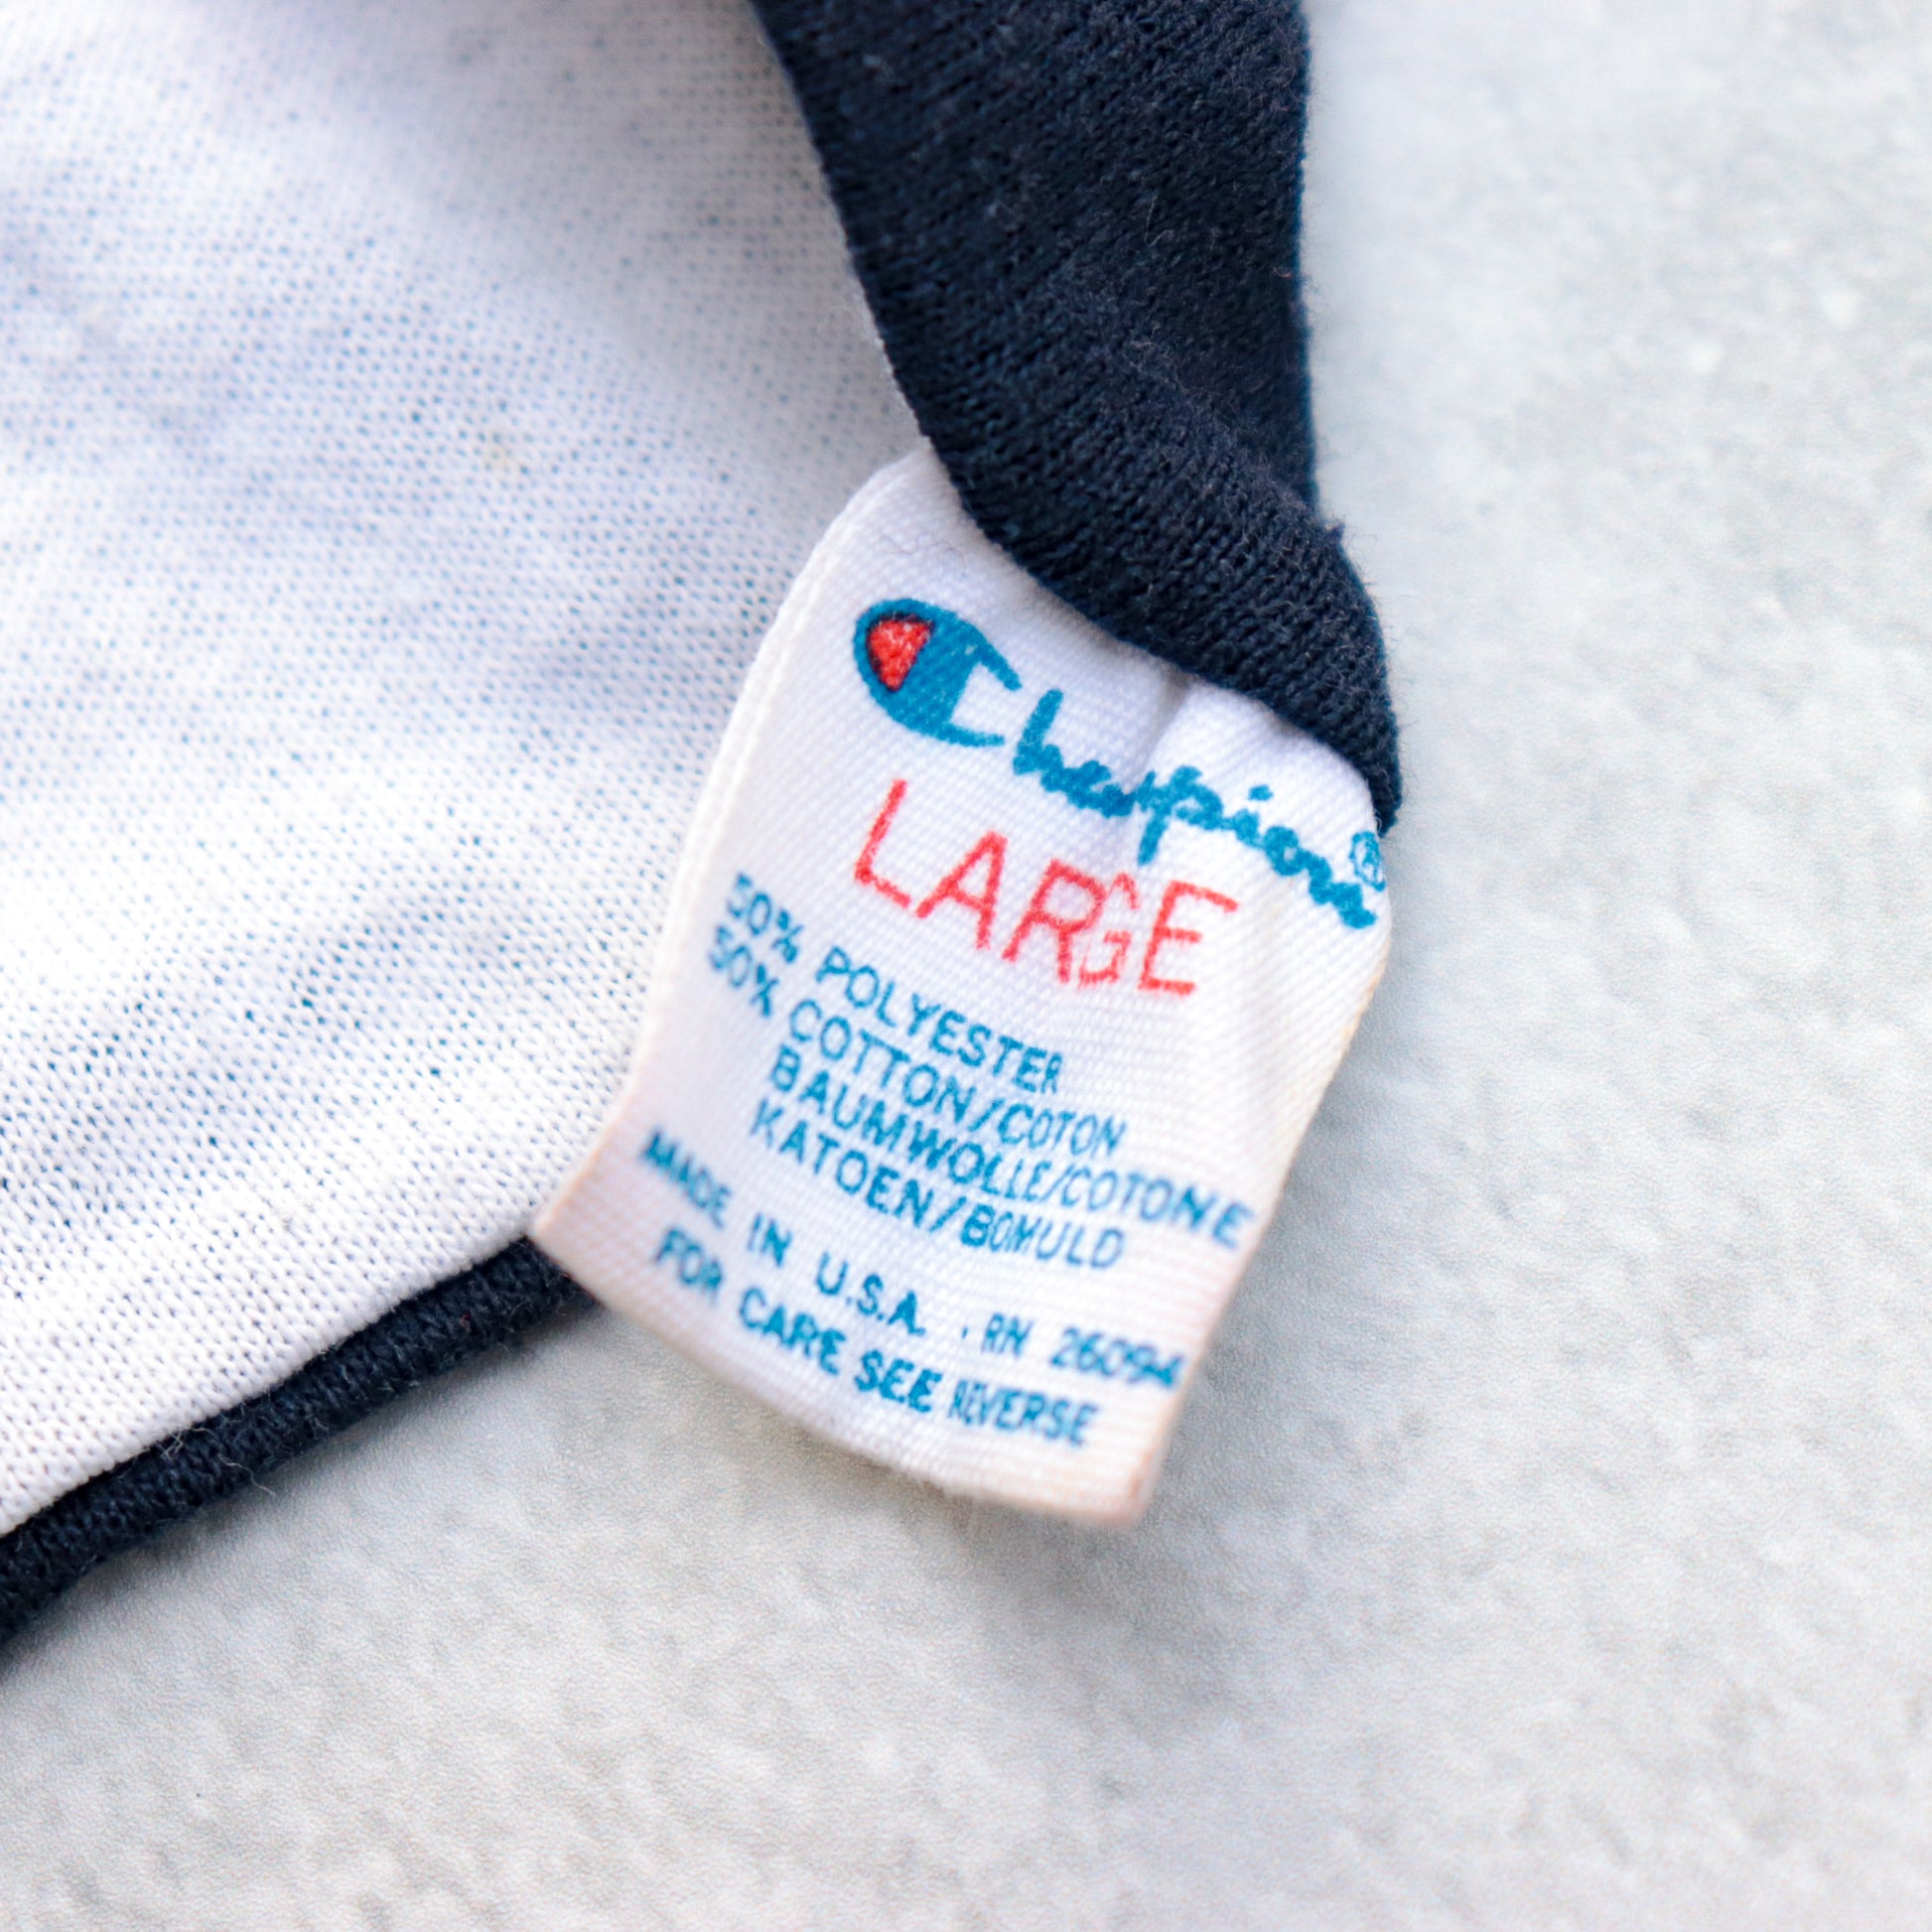 Champion®
LARGE
50% POLYESTER
50% COTTON/COTON
BAUMWOLLE/COTONE
KATOEN/BOMULD
MADE IN U.S.A. . RN 26094
FOR CARE SEE REVERSE